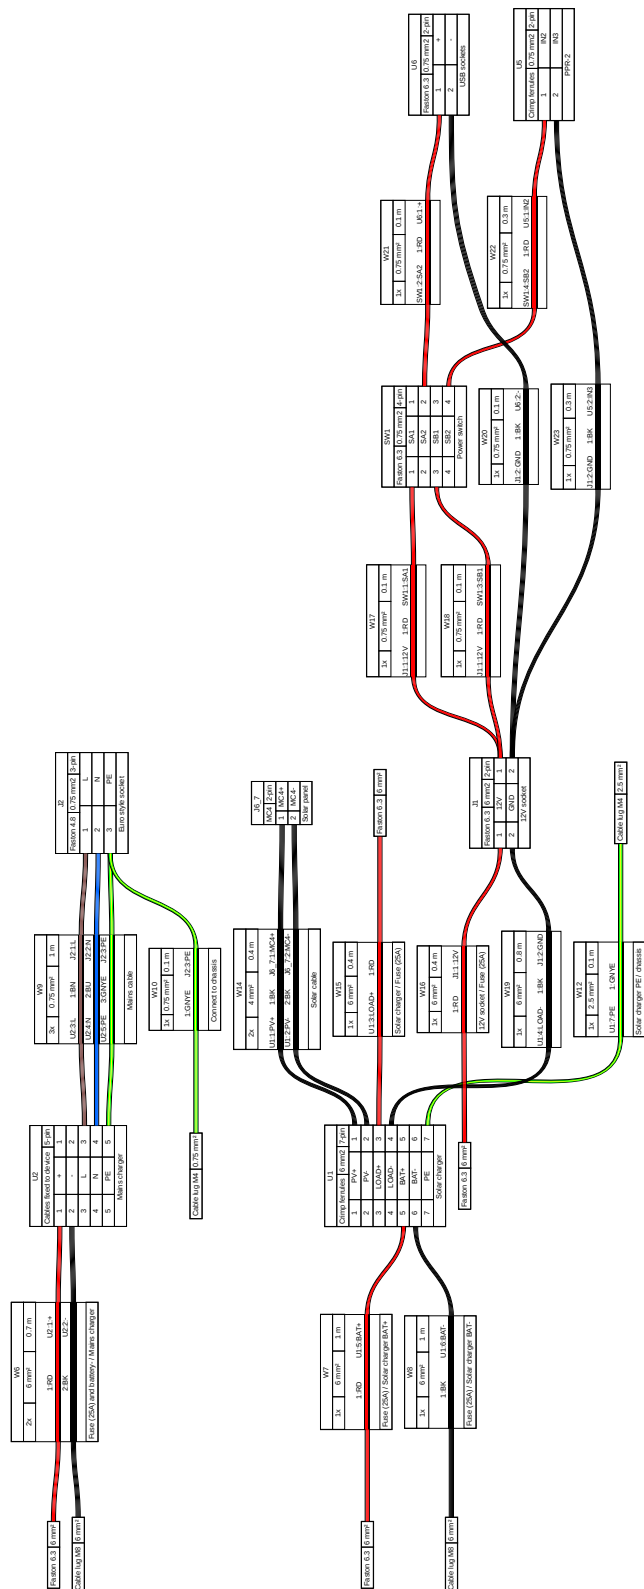 W6
2x 6 mm² 0.7 m
1:RD U2:1:+
2:BK U2:2:-
Fuse (25A) and battery- / Mains charger
Faston 6.3 6 mm²
Cable lug M8 6 mm²
U2
Cables fixed to device 5-pin
1 + 1
2 - 2
3 L 3
4 N 4
5 PE 5
Mains charger
W9
3x 0.75 mm² 1 m
U2:3:L 1:BN J2:1:L
U2:4:N 2:BU J2:2:N
U2:5:PE 3:GNYE J2:3:PE
Mains cable
J2
Faston 4.8 0.75 mm2 3-pin
1 L
2 N
3 PE
Euro style socket
W10
1x 0.75 mm² 0.1 m
1:GNYE J2:3:PE
Connect to chassis
Cable lug M4 0.75 mm²
W7
1x 6 mm² 1 m
1:RD U1:5:BAT+
Fuse (25A) / Solar charger BAT+
Faston 6.3 6 mm²
W8
1x 6 mm² 1 m
1:BK U1:6:BAT-
Fuse (25A) / Solar charger BAT-
Cable lug M8 6 mm²
U1
Crimp ferrules 6 mm2 7-pin
1 PV+ 1
2 PV- 2
3 LOAD+ 3
4 LOAD- 4
5 BAT+ 5
6 BAT- 6
7 PE 7
Solar charger
W14
2x 4 mm² 0.4 m
U1:1:PV+ 1:BK J6_7:1:MC4+
U1:2:PV- 2:BK J6_7:2:MC4-
Solar cable
J6_7
MC4 2-pin
1 MC4+
2 MC4-
Solar panel
W15
1x 6 mm² 0.4 m
U1:3:LOAD+ 1:RD
Solar charger / Fuse (25A)
Faston 6.3 6 mm²
W16
1x 6 mm² 0.4 m
1:RD J1:1:12V
12V socket / Fuse (25A)
Faston 6.3 6 mm²
W19
1x 6 mm² 0.8 m
U1:4:LOAD- 1:BK J1:2:GND
W12
1x 2.5 mm² 0.1 m
U1:7:PE 1:GNYE
Solar charger PE / chassis
Cable lug M4 2.5 mm²
J1
Faston 6.3 6 mm2 2-pin
1 12V 1
2 GND 2
12V socket
W17
1x 0.75 mm² 0.1 m
J1:1:12V 1:RD SW1:1:SA1
W18
1x 0.75 mm² 0.1 m
J1:1:12V 1:RD SW1:3:SB1
SW1
Faston 6.3 0.75 mm2 4-pin
1 SA1 1
2 SA2 2
3 SB1 3
4 SB2 4
Power switch
W20
1x 0.75 mm² 0.1 m
J1:2:GND 1:BK U6:2:-
W23
1x 0.75 mm² 0.3 m
J1:2:GND 1:BK U5:2:IN3
W21
1x 0.75 mm² 0.1 m
SW1:2:SA2 1:RD U6:1:+
W22
1x 0.75 mm² 0.3 m
SW1:4:SB2 1:RD U5:1:IN2
U6
Faston 6.3 0.75 mm2 2-pin
1 +
2 -
USB sockets
U5
Crimp ferrules 0.75 mm2 2-pin
1 IN2
2 IN3
PPR-2